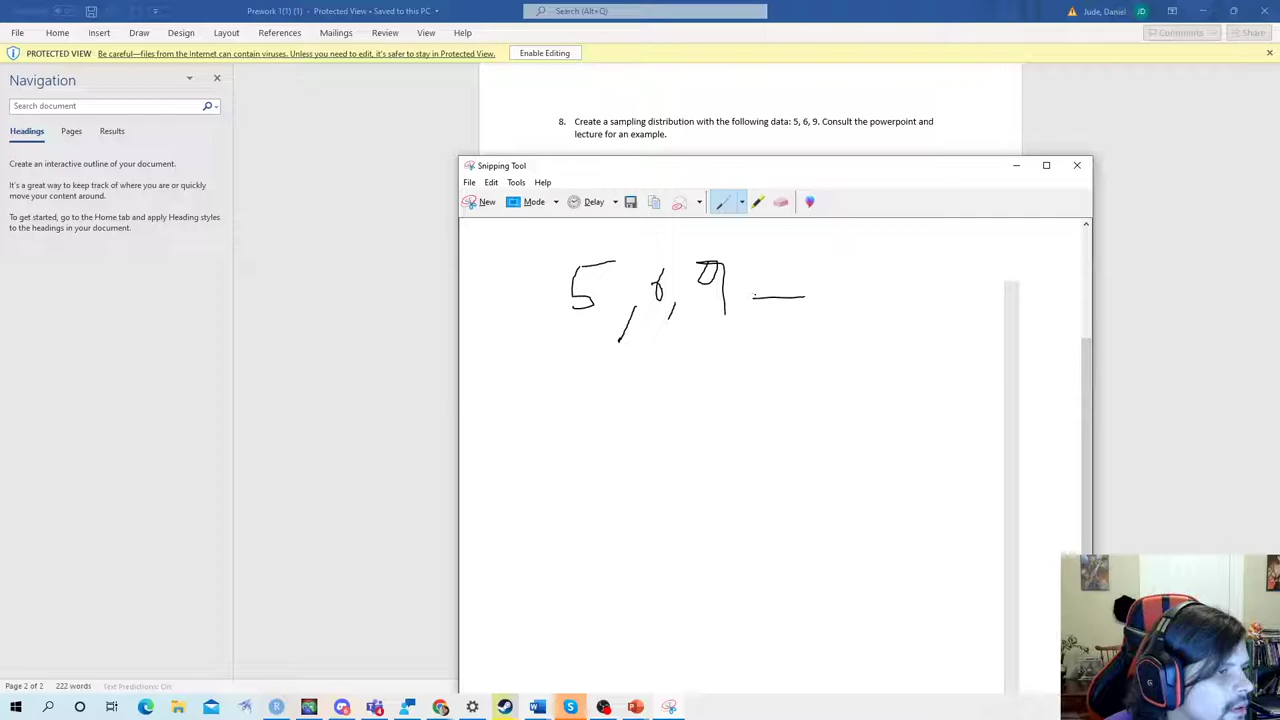 Prework 1(1) (1) - Protected View • Saved to this PC
Search (Alt+Q)
Jude, Daniel
JD
File Home Insert Draw Design Layout References Mailings Review View Help
Comments
Share
PROTECTED VIEW Be careful—files from the Internet can contain viruses. Unless you need to edit, it's safer to stay in Protected View.
Enable Editing
Navigation
Search document
Headings Pages Results
Create an interactive outline of your document.
It's a great way to keep track of where you are or quickly
move your content around.
To get started, go to the Home tab and apply Heading styles
to the headings in your document.
8. Create a sampling distribution with the following data: 5, 6, 9. Consult the powerpoint and
lecture for an example.
Snipping Tool
File Edit Tools Help
New Mode Delay
5, 6, 9 —
Page 2 of 2 222 words Text Predictions: On